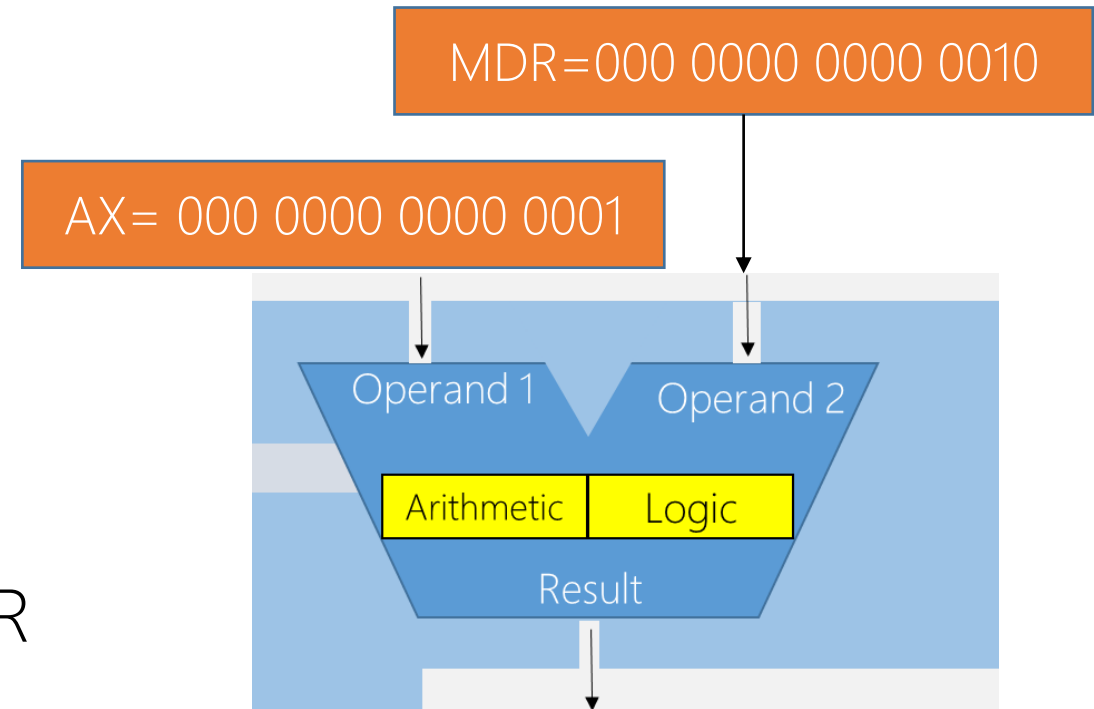 MDR=000 0000 0000 0010
AX= 000 0000 0000 0001
Operand 1
Operand 2
Arithmetic
Logic
Result
R